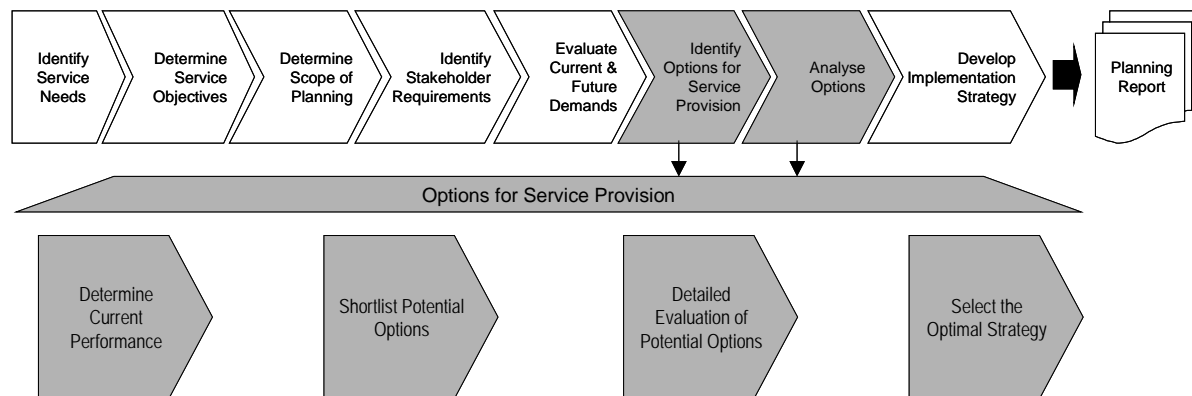 Identify
Service
Needs
Determine
Service
Objectives
Determine
Scope of
Planning
Identify
Stakeholder
Requirements
Evaluate
Current &
Future
Demands
Identify
Options for
Service
Provision
Analyse
Options
Develop
Implementation
Strategy
Planning
Report
Options for Service Provision
Determine
Current
Performance
Shortlist Potential
Options
Detailed
Evaluation of
Potential Options
Select the
Optimal Strategy